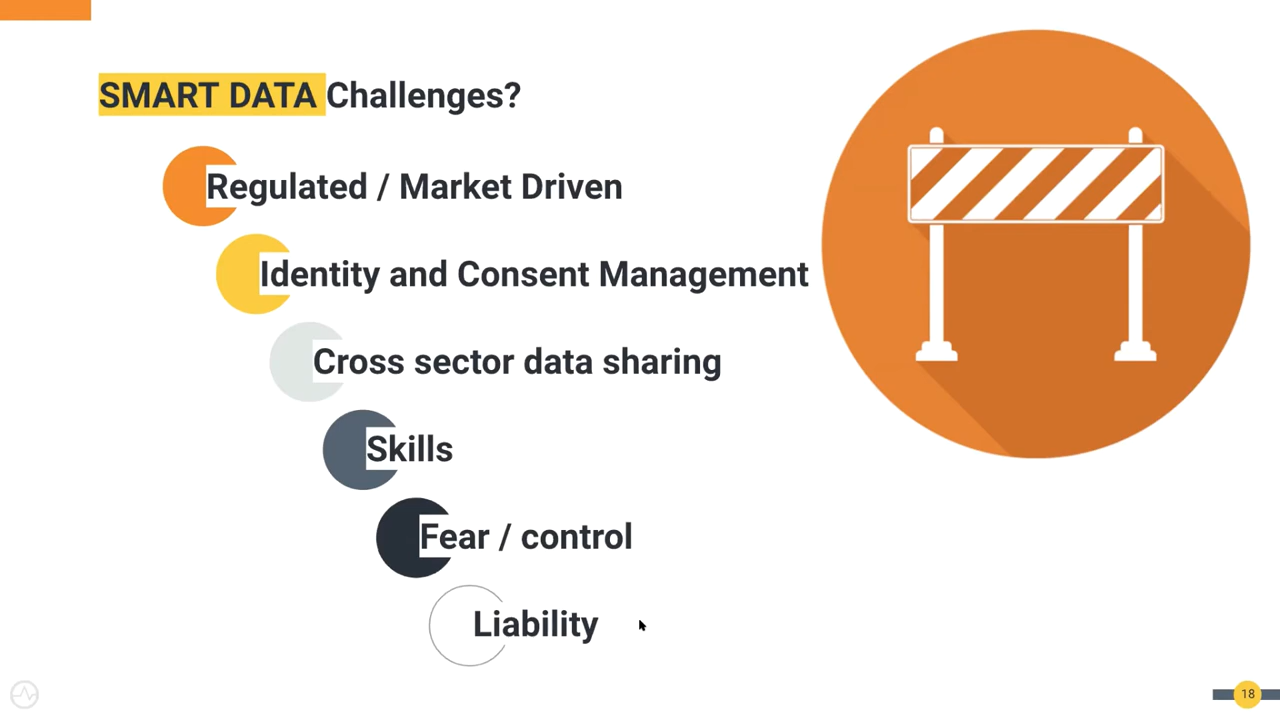 SMART DATA Challenges?
Regulated / Market Driven
Identity and Consent Management
Cross sector data sharing
Skills
Fear / control
Liability
18